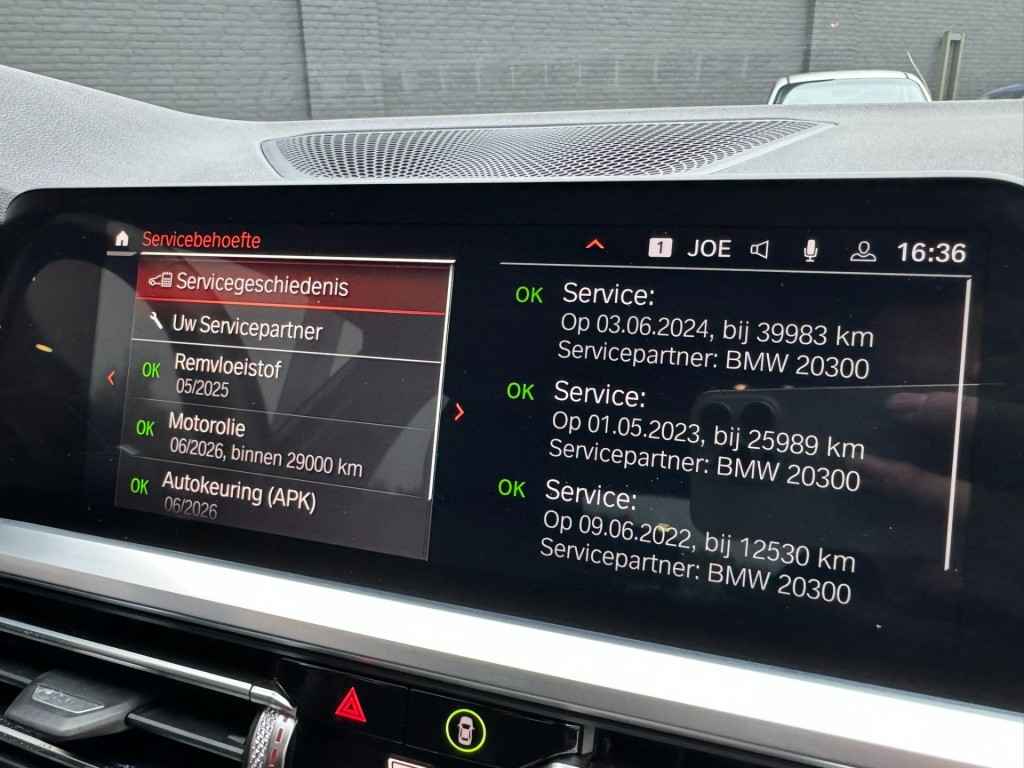 Servicebehoefte
1 JOE 16:36
Servicegeschiedenis
Uw Servicepartner
OK Remvloeistof
05/2025
OK Motorolie
06/2026, binnen 29000 km
OK Autokeuring (APK)
06/2026
OK Service:
Op 03.06.2024, bij 39983 km
Servicepartner: BMW 20300
OK Service:
Op 01.05.2023, bij 25989 km
Servicepartner: BMW 20300
OK Service:
Op 09.06.2022, bij 12530 km
Servicepartner: BMW 20300